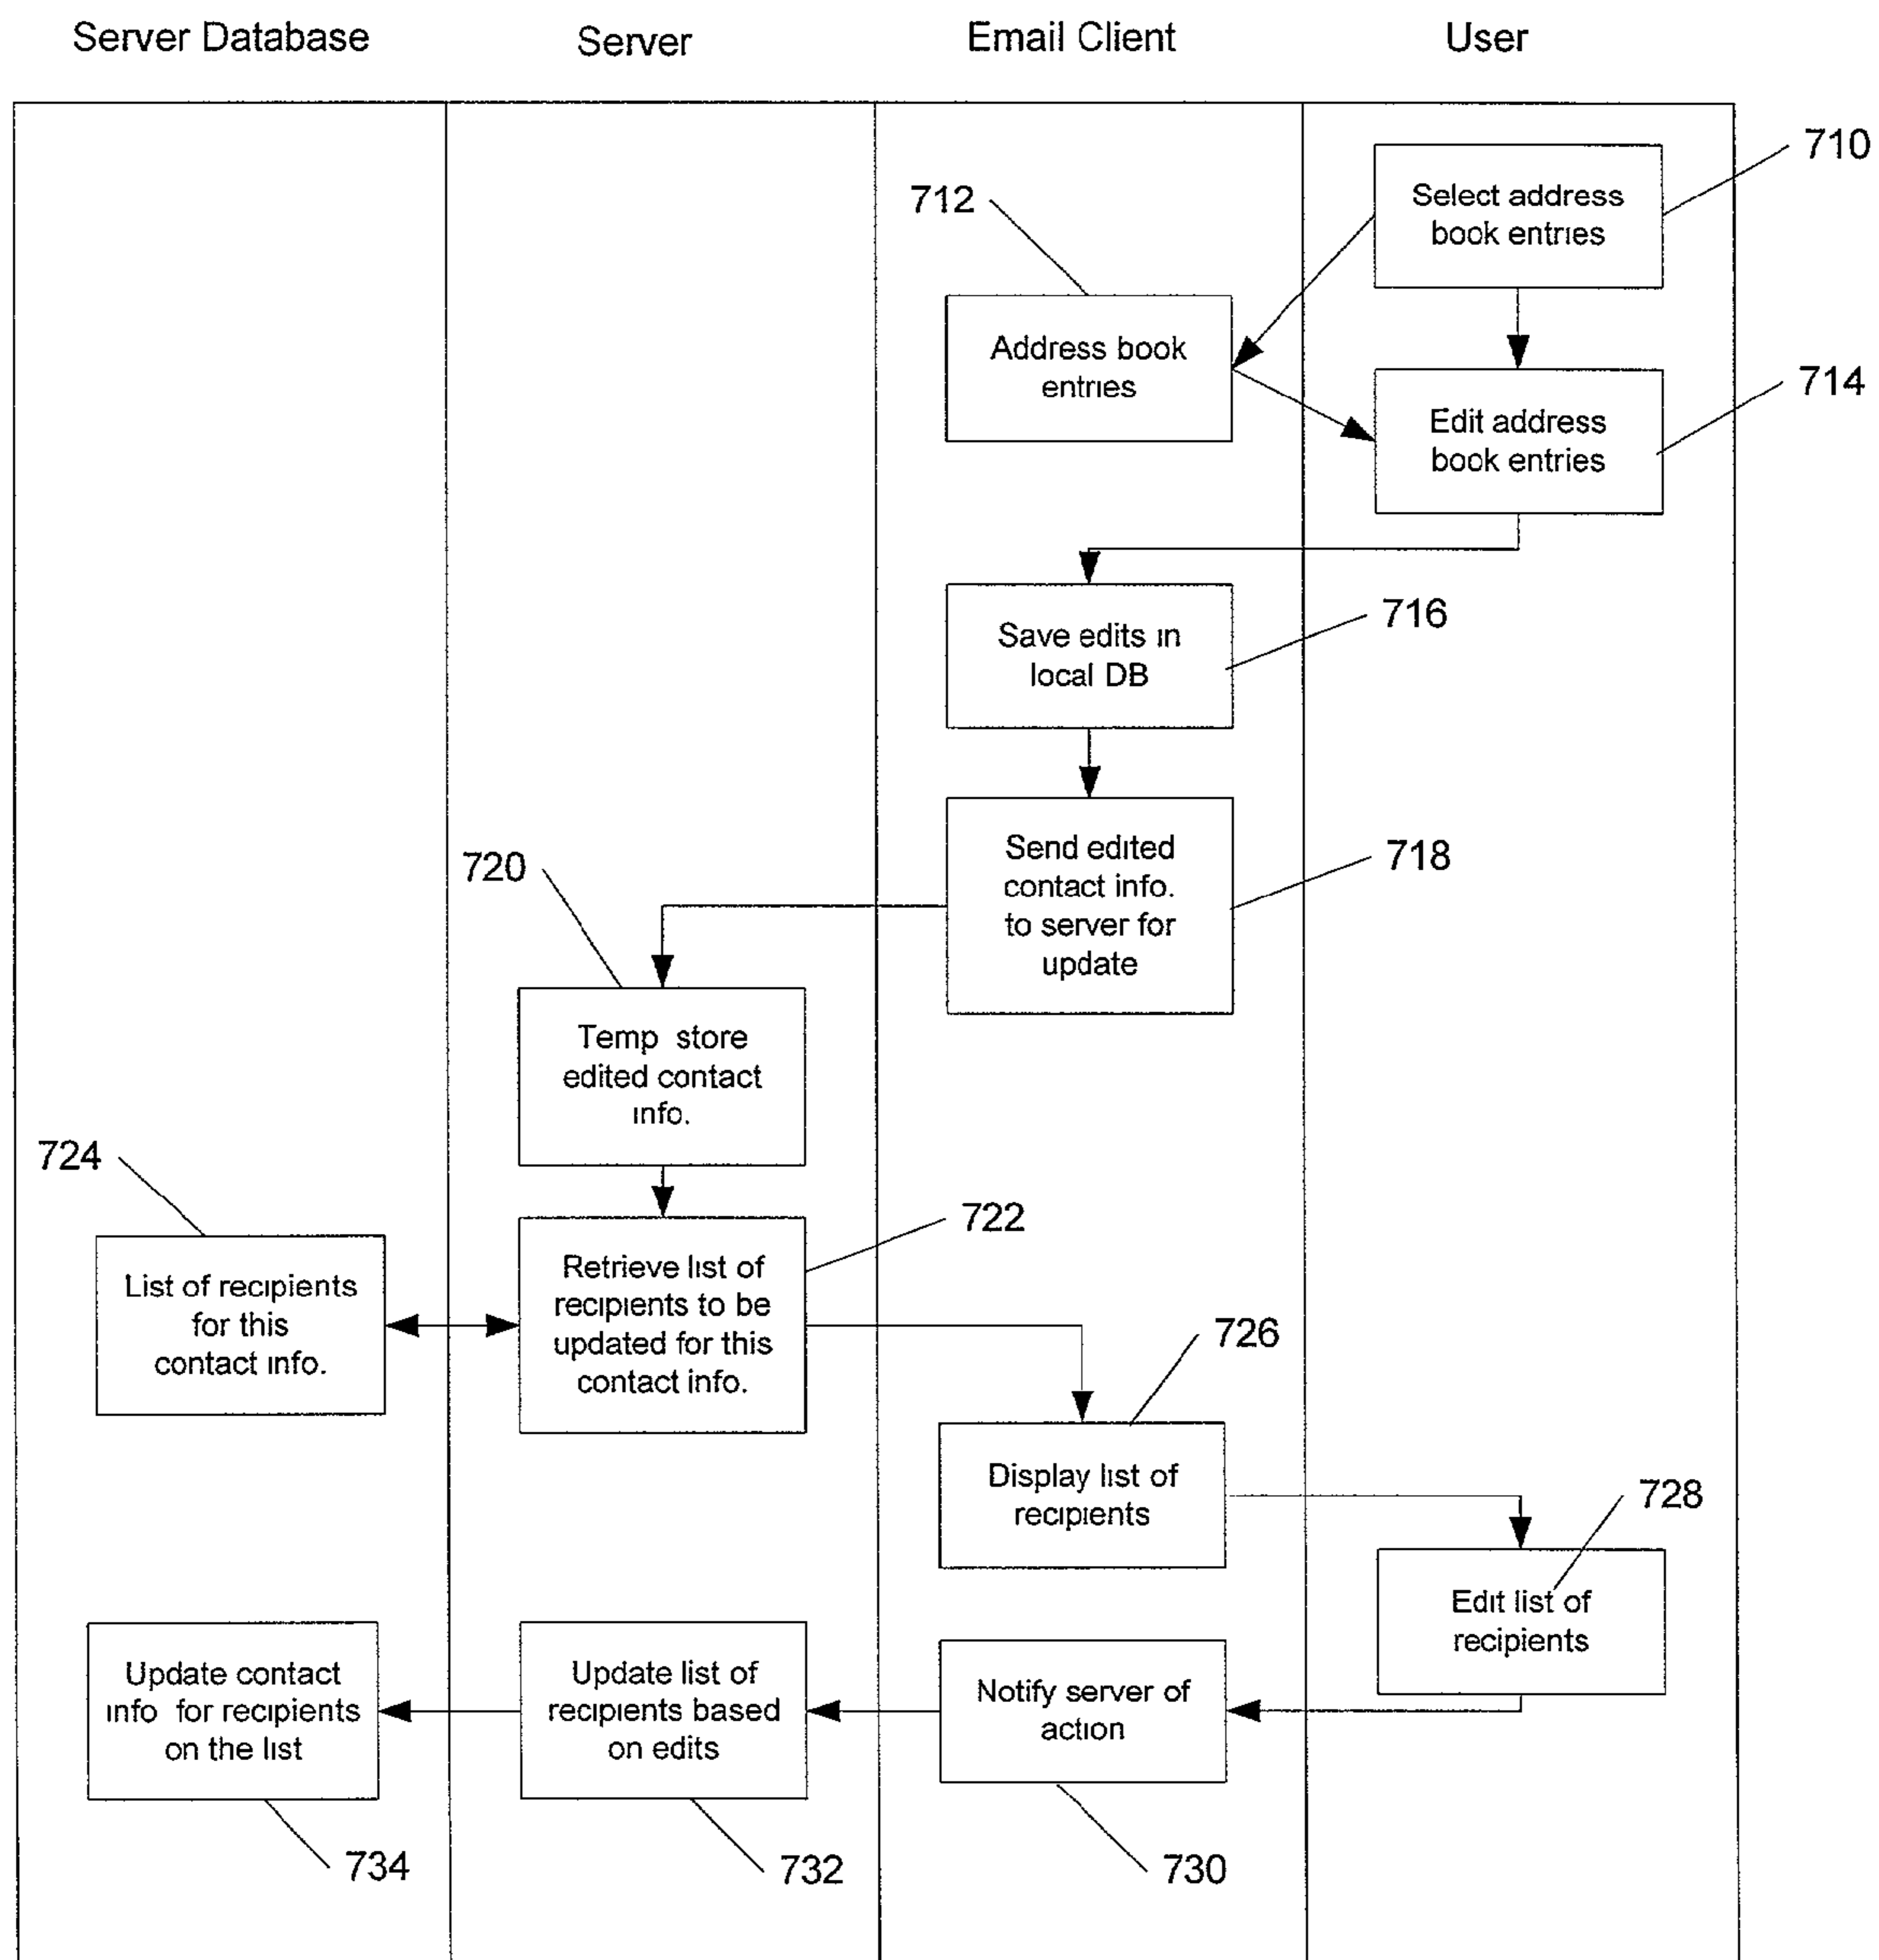 Server Database
Server
Email Client
User
710
Select address
book entries
712
Address book
entries
714
Edit address
book entries
716
Save edits in
local DB
718
Send edited
contact info.
to server for
update
720
Temp store
edited contact
info.
724
List of recipients
for this
contact info.
722
Retrieve list of
recipients to be
updated for this
contact info.
726
Display list of
recipients
728
Edit list of
recipients
Update contact
info for recipients
on the list
Update list of
recipients based
on edits
Notify server of
action
734
732
730